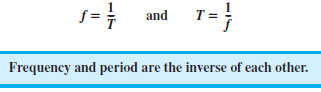 f = 1/T and T = 1/f
Frequency and period are the inverse of each other.